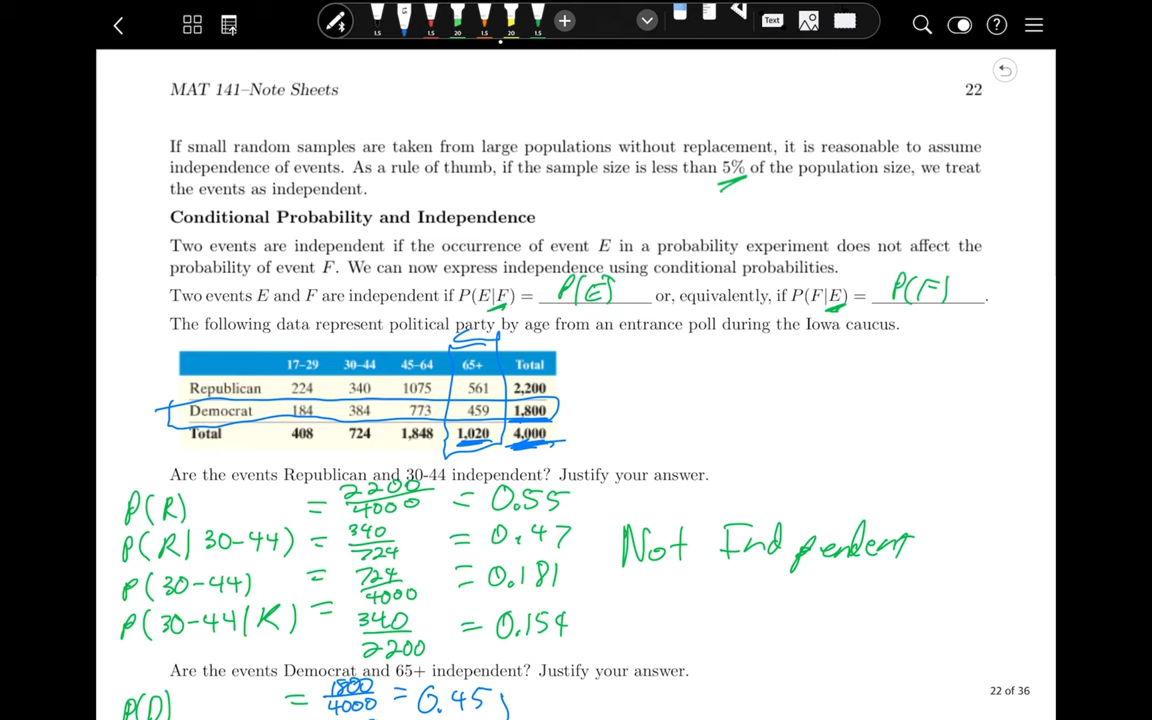 Text
MAT 141–Note Sheets 22
If small random samples are taken from large populations without replacement, it is reasonable to assume
independence of events. As a rule of thumb, if the sample size is less than 5% of the population size, we treat
the events as independent.
Conditional Probability and Independence
Two events are independent if the occurrence of event E in a probability experiment does not affect the
probability of event F. We can now express independence using conditional probabilities.
Two events E and F are independent if P(E|F) = P(E) or, equivalently, if P(F|E) = P(F).
The following data represent political party by age from an entrance poll during the Iowa caucus.
17–29 30–44 45–64 65+ Total
Republican 224 340 1075 561 2,200
Democrat 184 384 773 459 1,800
Total 408 724 1,848 1,020 4,000
Are the events Republican and 30-44 independent? Justify your answer.
P(R) = 2200/4000 = 0.55
P(R|30-44) = 340/724 = 0.47 Not Independent
P(30-44) = 724/4000 = 0.181
P(30-44|R) = 340/2200 = 0.154
Are the events Democrat and 65+ independent? Justify your answer.
P(D) = 1800/4000 = 0.45
22 of 36